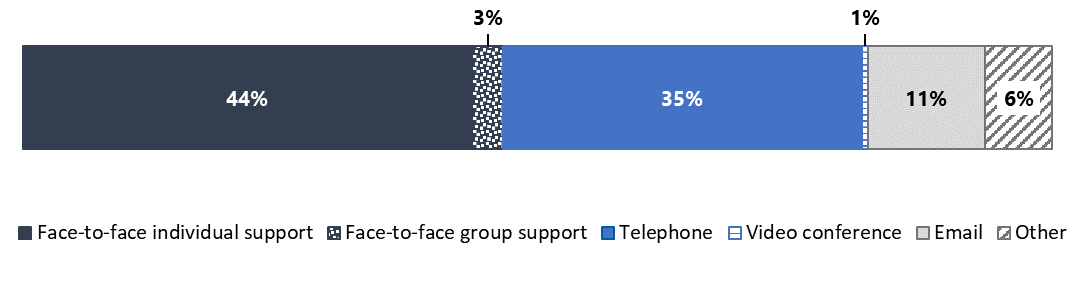 3% 1%
44% 35% 11% 6%
Face-to-face individual support Face-to-face group support Telephone Video conference Email Other